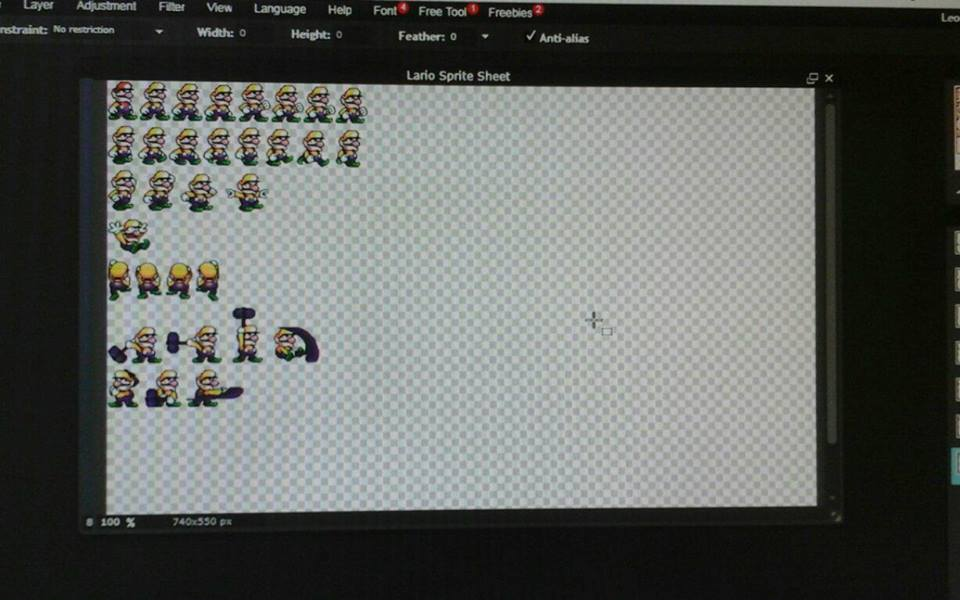 Layer Adjustment Filter View Language Help Font 4 Free Tool 1 Freebies 2
Leo
nstraint: No restriction Width: 0 Height: 0 Feather: 0 ✓ Anti-alias
Lario Sprite Sheet
8 100 % 740x550 px